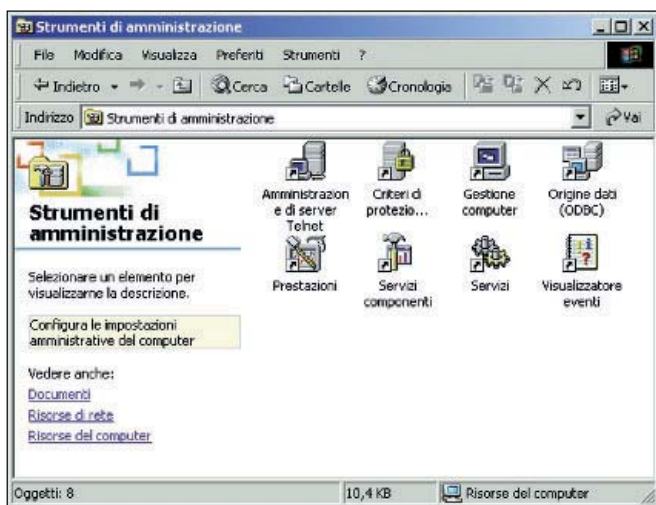 Strumenti di amministrazione
File Modifica Visualizza Preferiti Strumenti ?
Indietro Cerca Cartelle Cronologia
Indirizzo Strumenti di amministrazione Vai
Strumenti di
amministrazione
Selezionare un elemento per
visualizzarne la descrizione.
Configura le impostazioni
amministrative del computer
Vedere anche:
Documenti
Risorse di rete
Risorse del computer
Amministrazion
e di server
Telnet
Criteri di
protezio...
Gestione
computer
Origine dati
(ODBC)
Prestazioni
Servizi
componenti
Servizi
Visualizzatore
eventi
Oggetti: 8 10,4 KB Risorse del computer